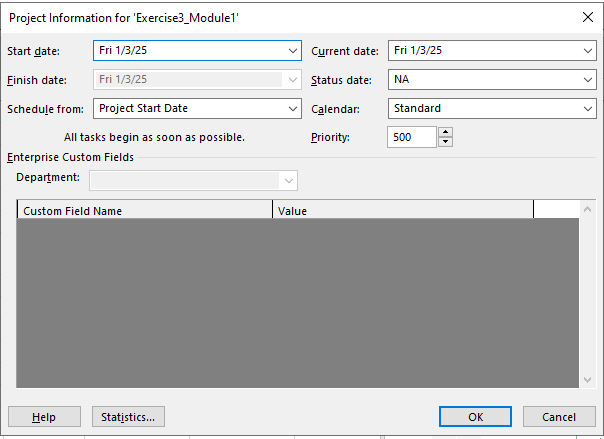 Project Information for 'Exercise3_Module1'
Start date: Fri 1/3/25 Current date: Fri 1/3/25
Finish date: Fri 1/3/25 Status date: NA
Schedule from: Project Start Date Calendar: Standard
All tasks begin as soon as possible. Priority: 500
Enterprise Custom Fields
Department:
Custom Field Name Value
Help Statistics... OK Cancel